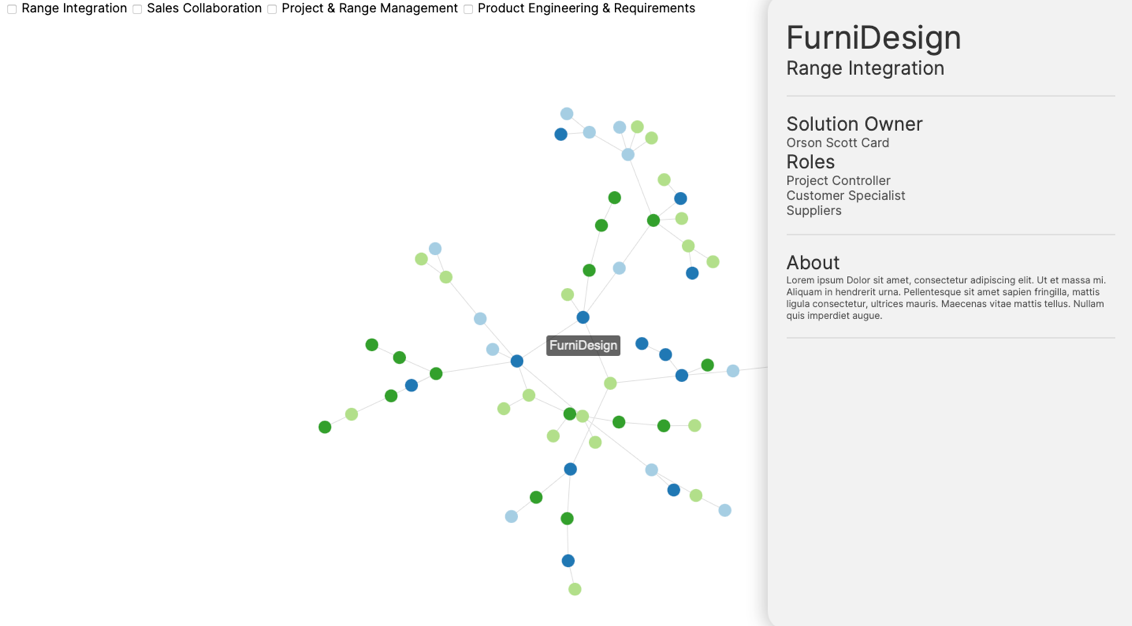 Range Integration Sales Collaboration Project & Range Management Product Engineering & Requirements
FurniDesign
Range Integration
Solution Owner
Orson Scott Card
Roles
Project Controller
Customer Specialist
Suppliers
About
Lorem ipsum Dolor sit amet, consectetur adipiscing elit. Ut et massa mi.
Aliquam in hendrerit urna. Pellentesque sit amet sapien fringilla, mattis
ligula consectetur, ultrices mauris. Maecenas vitae mattis tellus. Nullam
quis imperdiet augue.
FurniDesign